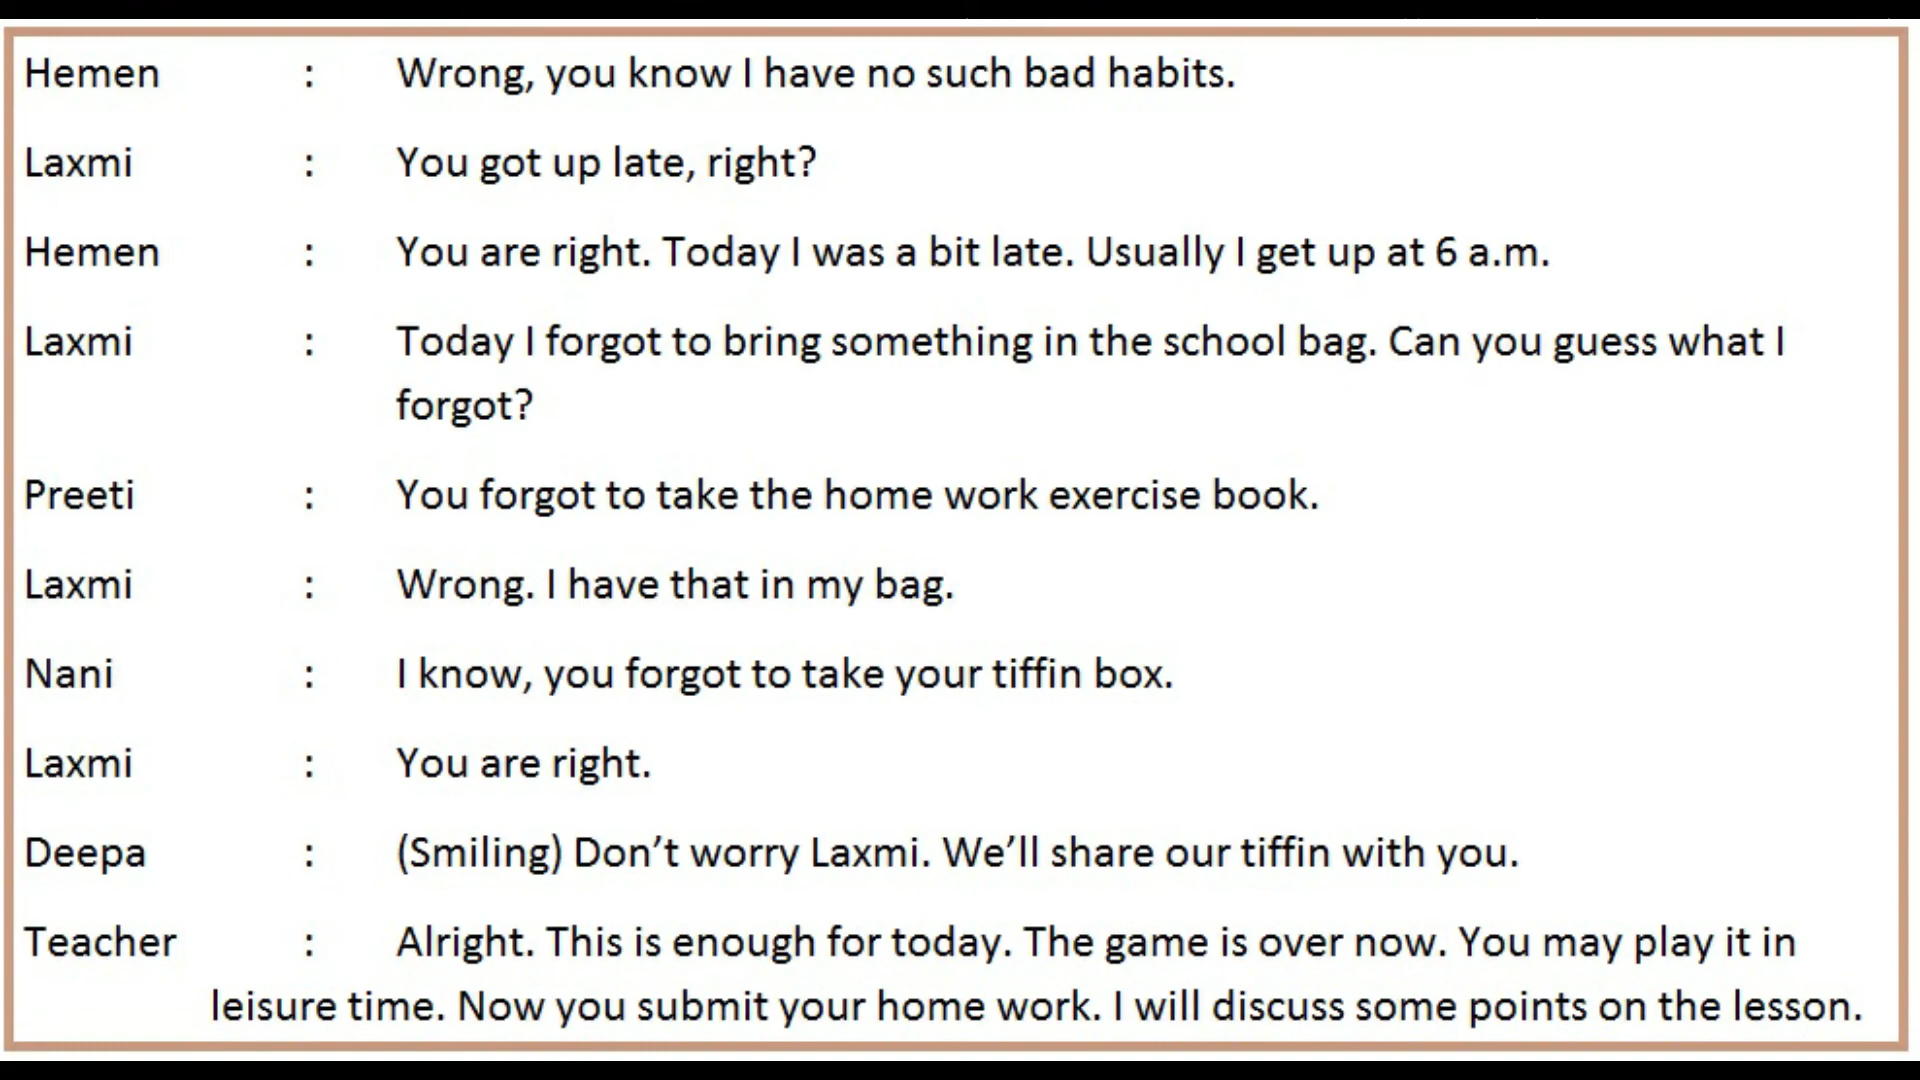 Hemen : Wrong, you know I have no such bad habits.
Laxmi : You got up late, right?
Hemen : You are right. Today I was a bit late. Usually I get up at 6 a.m.
Laxmi : Today I forgot to bring something in the school bag. Can you guess what I
forgot?
Preeti : You forgot to take the home work exercise book.
Laxmi : Wrong. I have that in my bag.
Nani : I know, you forgot to take your tiffin box.
Laxmi : You are right.
Deepa : (Smiling) Don’t worry Laxmi. We’ll share our tiffin with you.
Teacher : Alright. This is enough for today. The game is over now. You may play it in
leisure time. Now you submit your home work. I will discuss some points on the lesson.